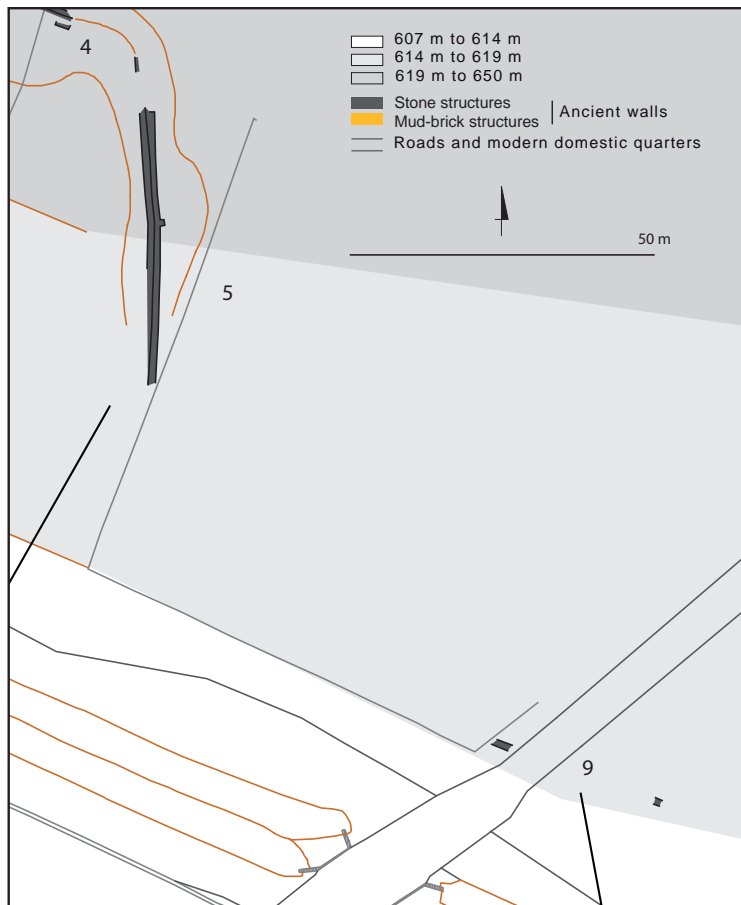 607 m to 614 m
614 m to 619 m
619 m to 650 m
Stone structures
Mud-brick structures
Ancient walls
Roads and modern domestic quarters
50 m
4
5
9